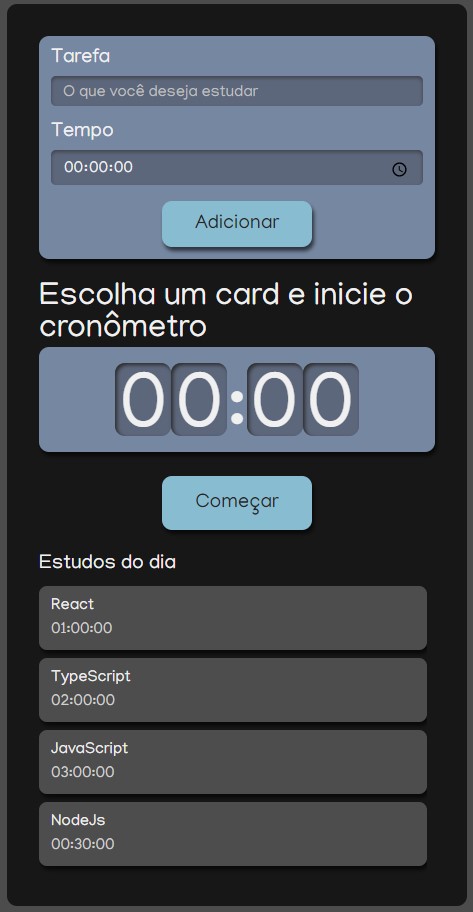 Tarefa
O que você deseja estudar
Tempo
00:00:00
Adicionar
Escolha um card e inicie o
cronômetro
00:00
Começar
Estudos do dia
React
01:00:00
TypeScript
02:00:00
JavaScript
03:00:00
NodeJs
00:30:00